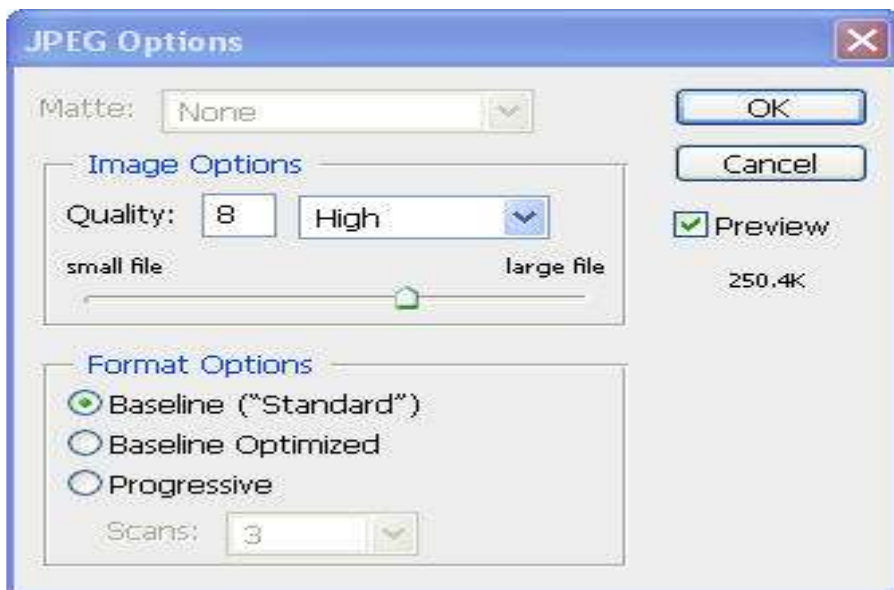 JPEG Options
Matte: None
OK
Image Options
Cancel
Quality: 8 High
Preview
small file large file
250.4K
Format Options
Baseline ("Standard")
Baseline Optimized
Progressive
Scans: 3